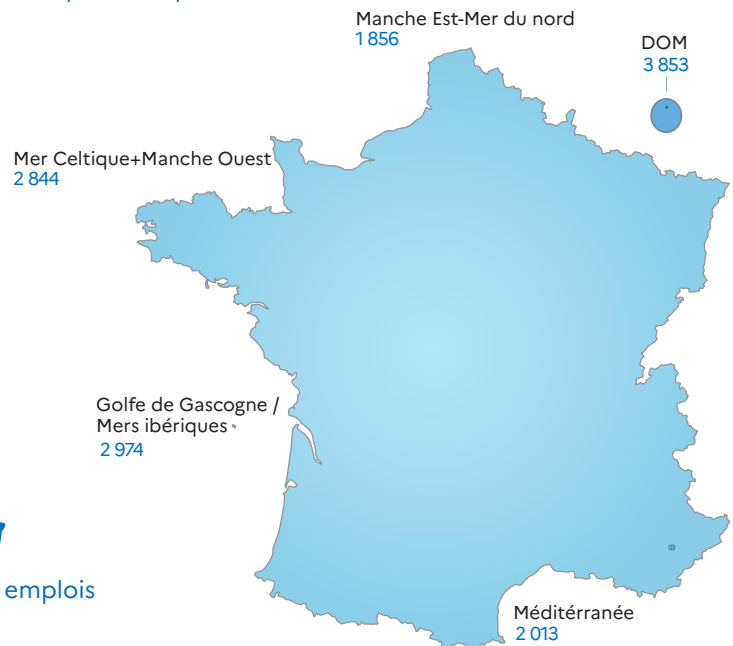 Manche Est-Mer du nord
1 856
DOM
3 853
Mer Celtique+Manche Ouest
2 844
Golfe de Gascogne /
Mers ibériques
2 974
emplois
Méditérranée
2 013